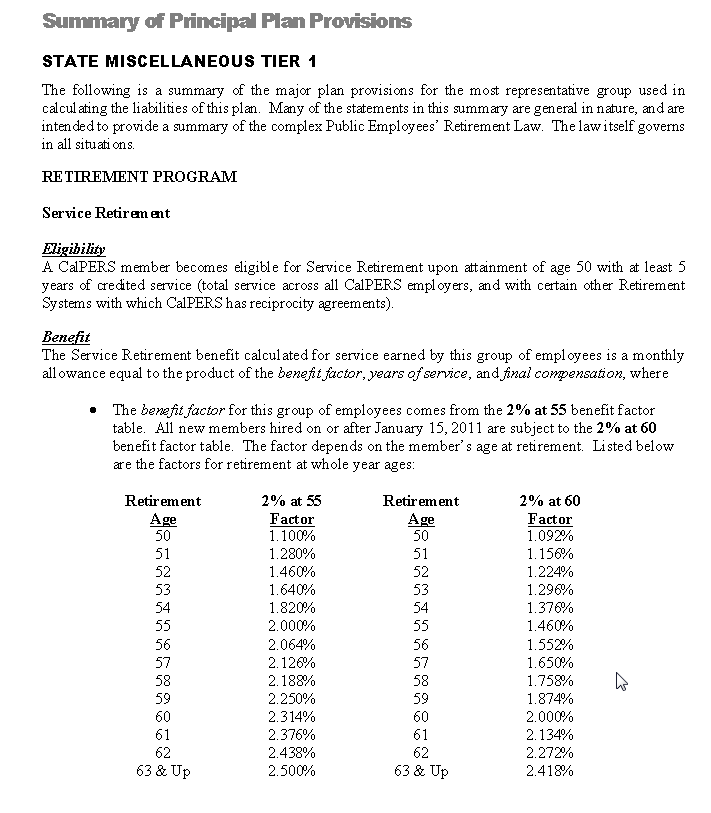 Summary of Principal Plan Provisions
STATE MISCELLANEOUS TIER 1
The following is a summary of the major plan provisions for the most representative group used in
calculating the liabilities of this plan. Many of the statements in this summary are general in nature, and are
intended to provide a summary of the complex Public Employees' Retirement Law. The law itself governs
in all situations.
RETIREMENT PROGRAM
Service Retirement
Eligibility
A CalPERS member becomes eligible for Service Retirement upon attainment of age 50 with at least 5
years of credited service (total service across all CalPERS employers, and with certain other Retirement
Systems with which CalPERS has reciprocity agreements).
Benefit
The Service Retirement benefit calculated for service earned by this group of employees is a monthly
allowance equal to the product of the benefit factor, years of service, and final compensation, where
• The benefit factor for this group of employees comes from the 2% at 55 benefit factor
table. All new members hired on or after January 15, 2011 are subject to the 2% at 60
benefit factor table. The factor depends on the member's age at retirement. Listed below
are the factors for retirement at whole year ages:
Retirement 2% at 55 Retirement 2% at 60
Age Factor Age Factor
50 1.100% 50 1.092%
51 1.280% 51 1.156%
52 1.460% 52 1.224%
53 1.640% 53 1.296%
54 1.820% 54 1.376%
55 2.000% 55 1.460%
56 2.064% 56 1.552%
57 2.126% 57 1.650%
58 2.188% 58 1.758%
59 2.250% 59 1.874%
60 2.314% 60 2.000%
61 2.376% 61 2.134%
62 2.438% 62 2.272%
63 & Up 2.500% 63 & Up 2.418%